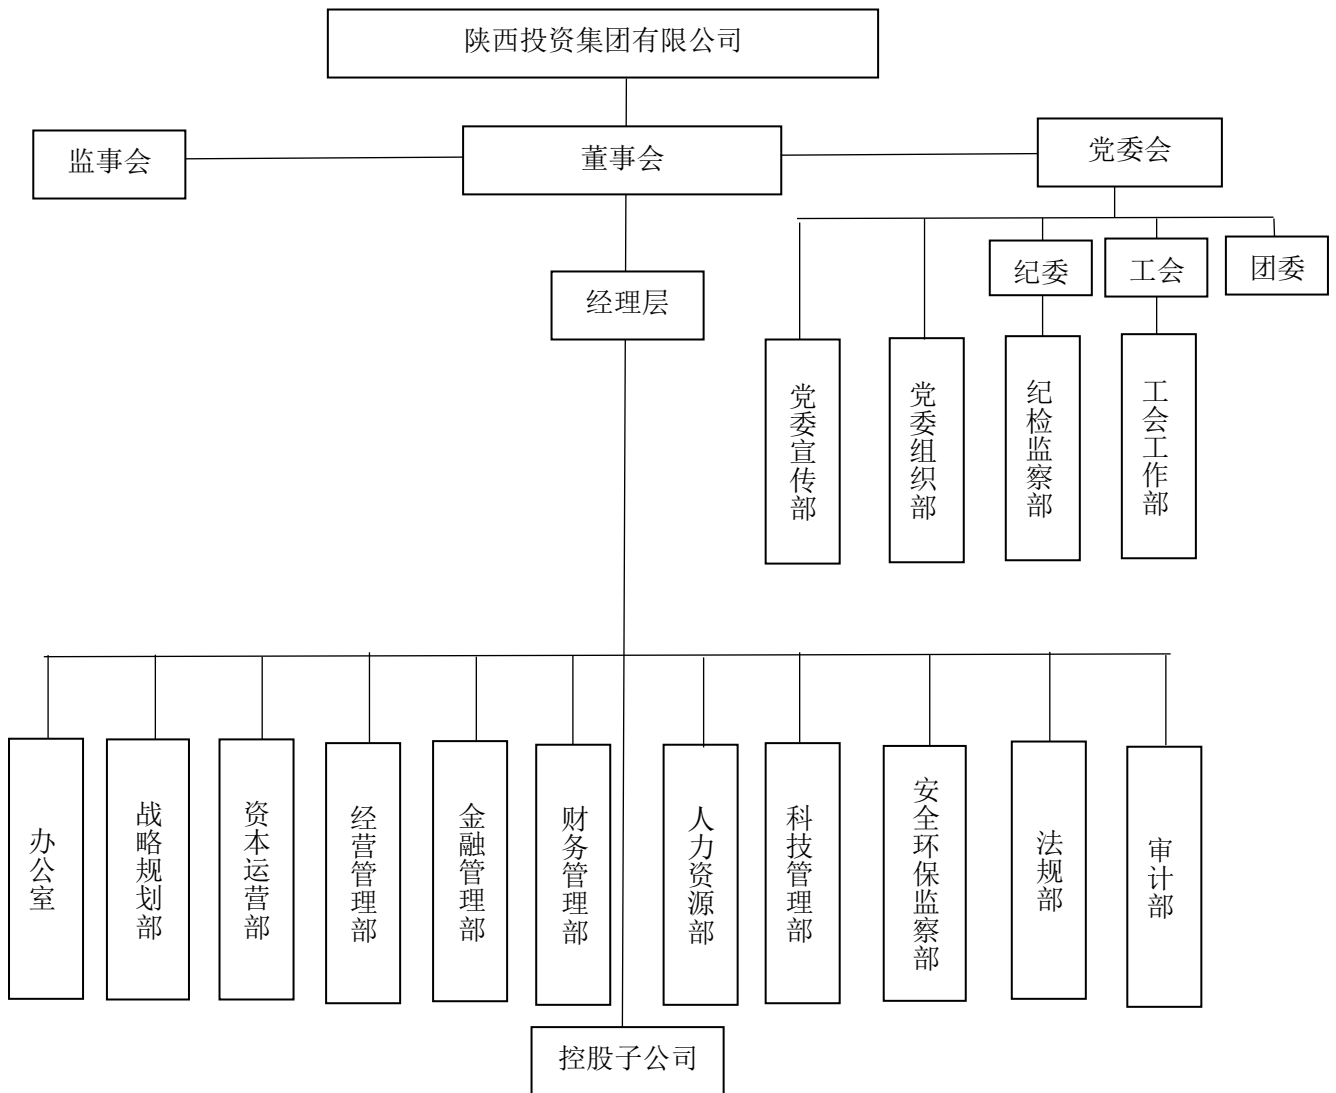 陕西投资集团有限公司
监事会
董事会
党委会
纪委
工会
团委
经理层
党委宣传部
党委组织部
纪检监察部
工会工作部
办公室
战略规划部
资本运营部
经营管理部
金融管理部
财务管理部
人力资源部
科技管理部
安全环保监察部
法规部
审计部
控股子公司